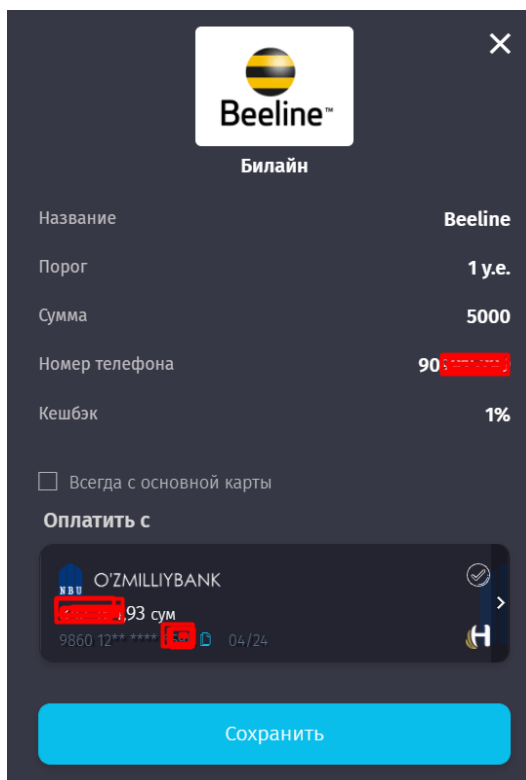 Beeline™
Билайн
Название Beeline
Порог 1 у.е.
Сумма 5000
Номер телефона 90
Кешбэк 1%
Всегда с основной карты
Оплатить с
NBU O'ZMILLIYBANK
,93 сум
9860 12** **** 04/24
H
Сохранить